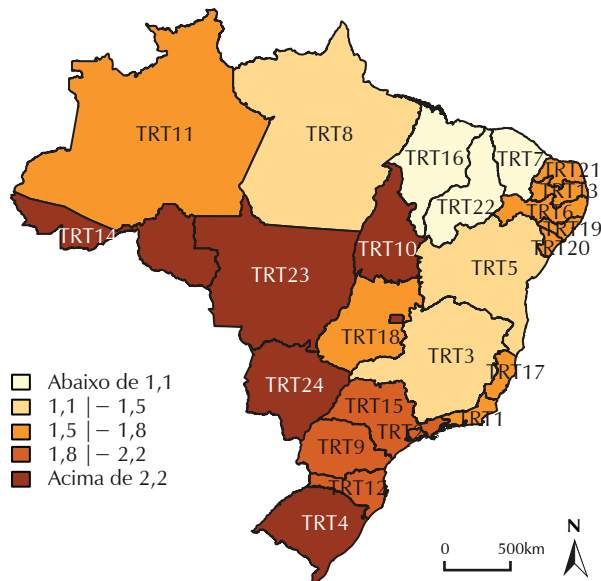 TRT11
TRT8
TRT16
TRT7
TRT21
TRT13
TRT6
TRT22
TRT19
TRT20
TRT14
TRT10
TRT23
TRT5
TRT18
TRT3
TRT17
TRT24
TRT15
TRT1
TRT2
TRT9
TRT12
TRT4
Abaixo de 1,1
1,1 |− 1,5
1,5 |− 1,8
1,8 |− 2,2
Acima de 2,2
N
0 500km